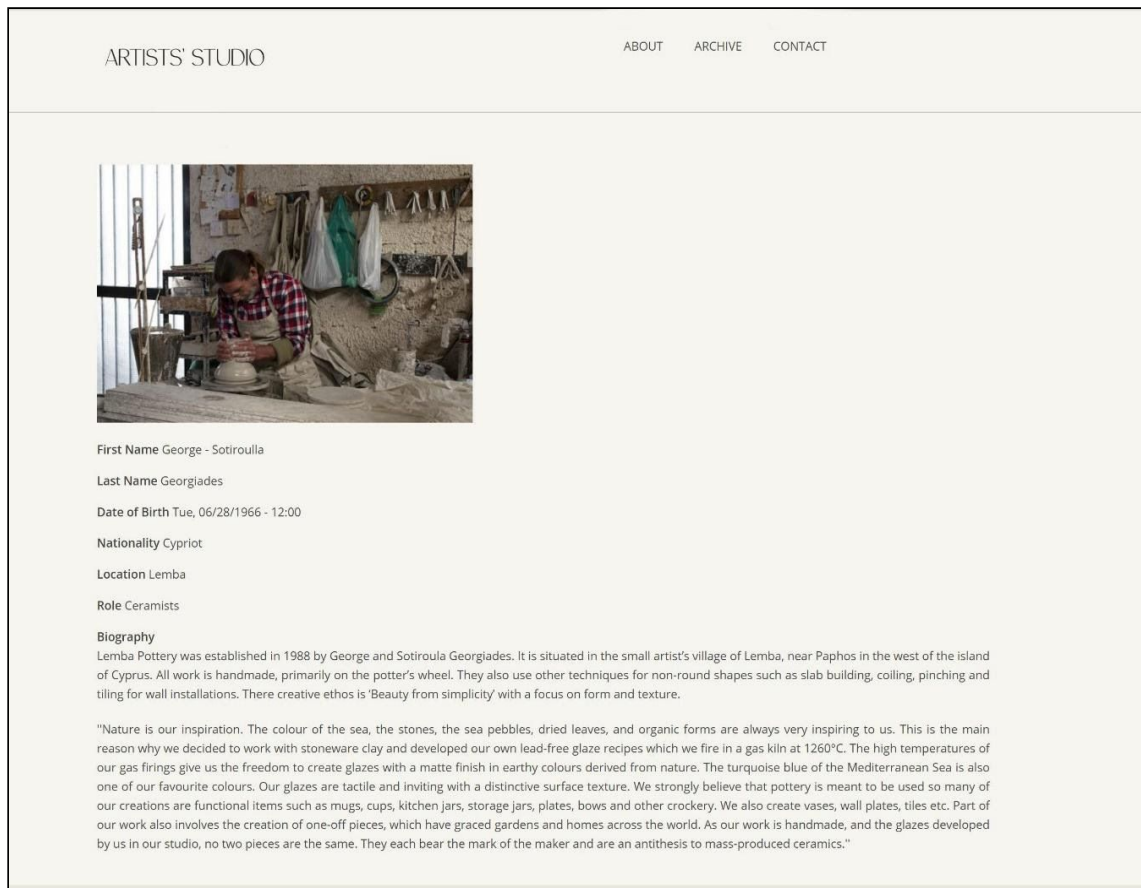 ARTISTS' STUDIO
ABOUT ARCHIVE CONTACT
First Name George - Sotiroulla
Last Name Georgiades
Date of Birth Tue, 06/28/1966 - 12:00
Nationality Cypriot
Location Lemba
Role Ceramists
Biography
Lemba Pottery was established in 1988 by George and Sotiroula Georgiades. It is situated in the small artist's village of Lemba, near Paphos in the west of the island
of Cyprus. All work is handmade, primarily on the potter's wheel. They also use other techniques for non-round shapes such as slab building, coiling, pinching and
tiling for wall installations. There creative ethos is 'Beauty from simplicity' with a focus on form and texture.
"Nature is our inspiration. The colour of the sea, the stones, the sea pebbles, dried leaves, and organic forms are always very inspiring to us. This is the main
reason why we decided to work with stoneware clay and developed our own lead-free glaze recipes which we fire in a gas kiln at 1260°C. The high temperatures of
our gas firings give us the freedom to create glazes with a matte finish in earthy colours derived from nature. The turquoise blue of the Mediterranean Sea is also
one of our favourite colours. Our glazes are tactile and inviting with a distinctive surface texture. We strongly believe that pottery is meant to be used so many of
our creations are functional items such as mugs, cups, kitchen jars, storage jars, plates, bows and other crockery. We also create vases, wall plates, tiles etc. Part of
our work also involves the creation of one-off pieces, which have graced gardens and homes across the world. As our work is handmade, and the glazes developed
by us in our studio, no two pieces are the same. They each bear the mark of the maker and are an antithesis to mass-produced ceramics."